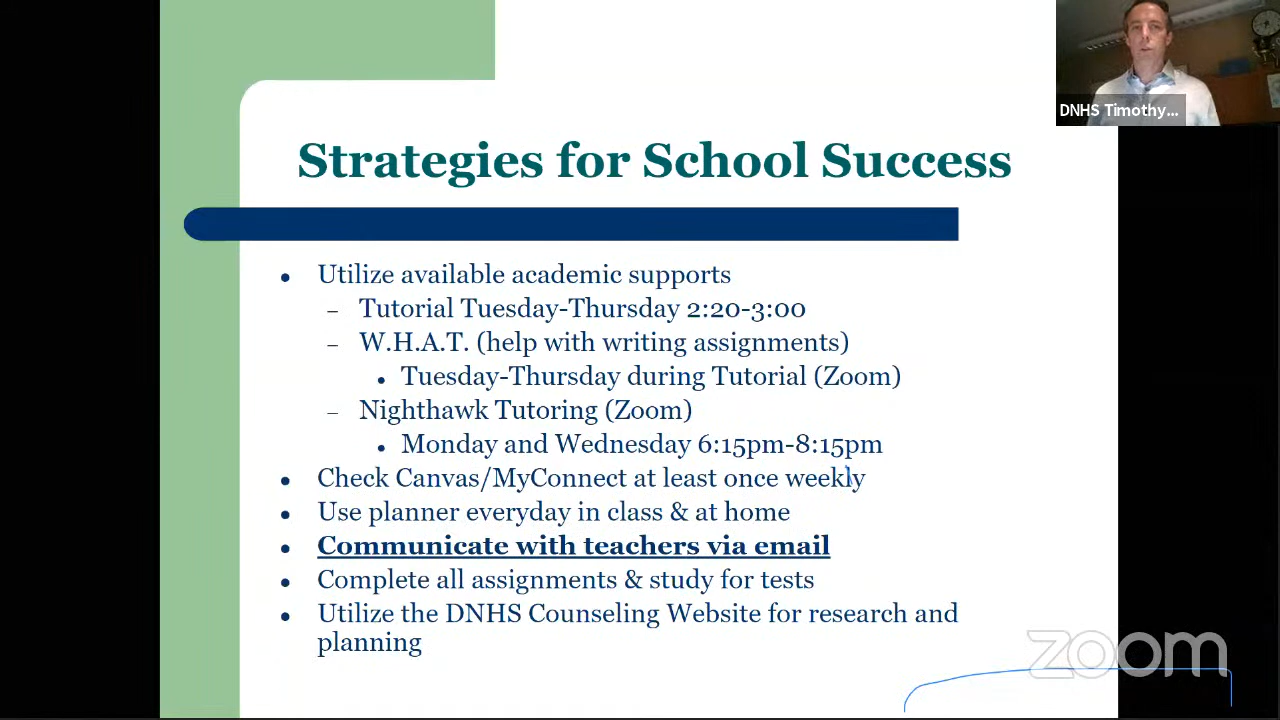 DNHS Timothy...
Strategies for School Success
• Utilize available academic supports
– Tutorial Tuesday-Thursday 2:20-3:00
– W.H.A.T. (help with writing assignments)
• Tuesday-Thursday during Tutorial (Zoom)
– Nighthawk Tutoring (Zoom)
• Monday and Wednesday 6:15pm-8:15pm
• Check Canvas/MyConnect at least once weekly
• Use planner everyday in class & at home
• Communicate with teachers via email
• Complete all assignments & study for tests
• Utilize the DNHS Counseling Website for research and
planning
zoom